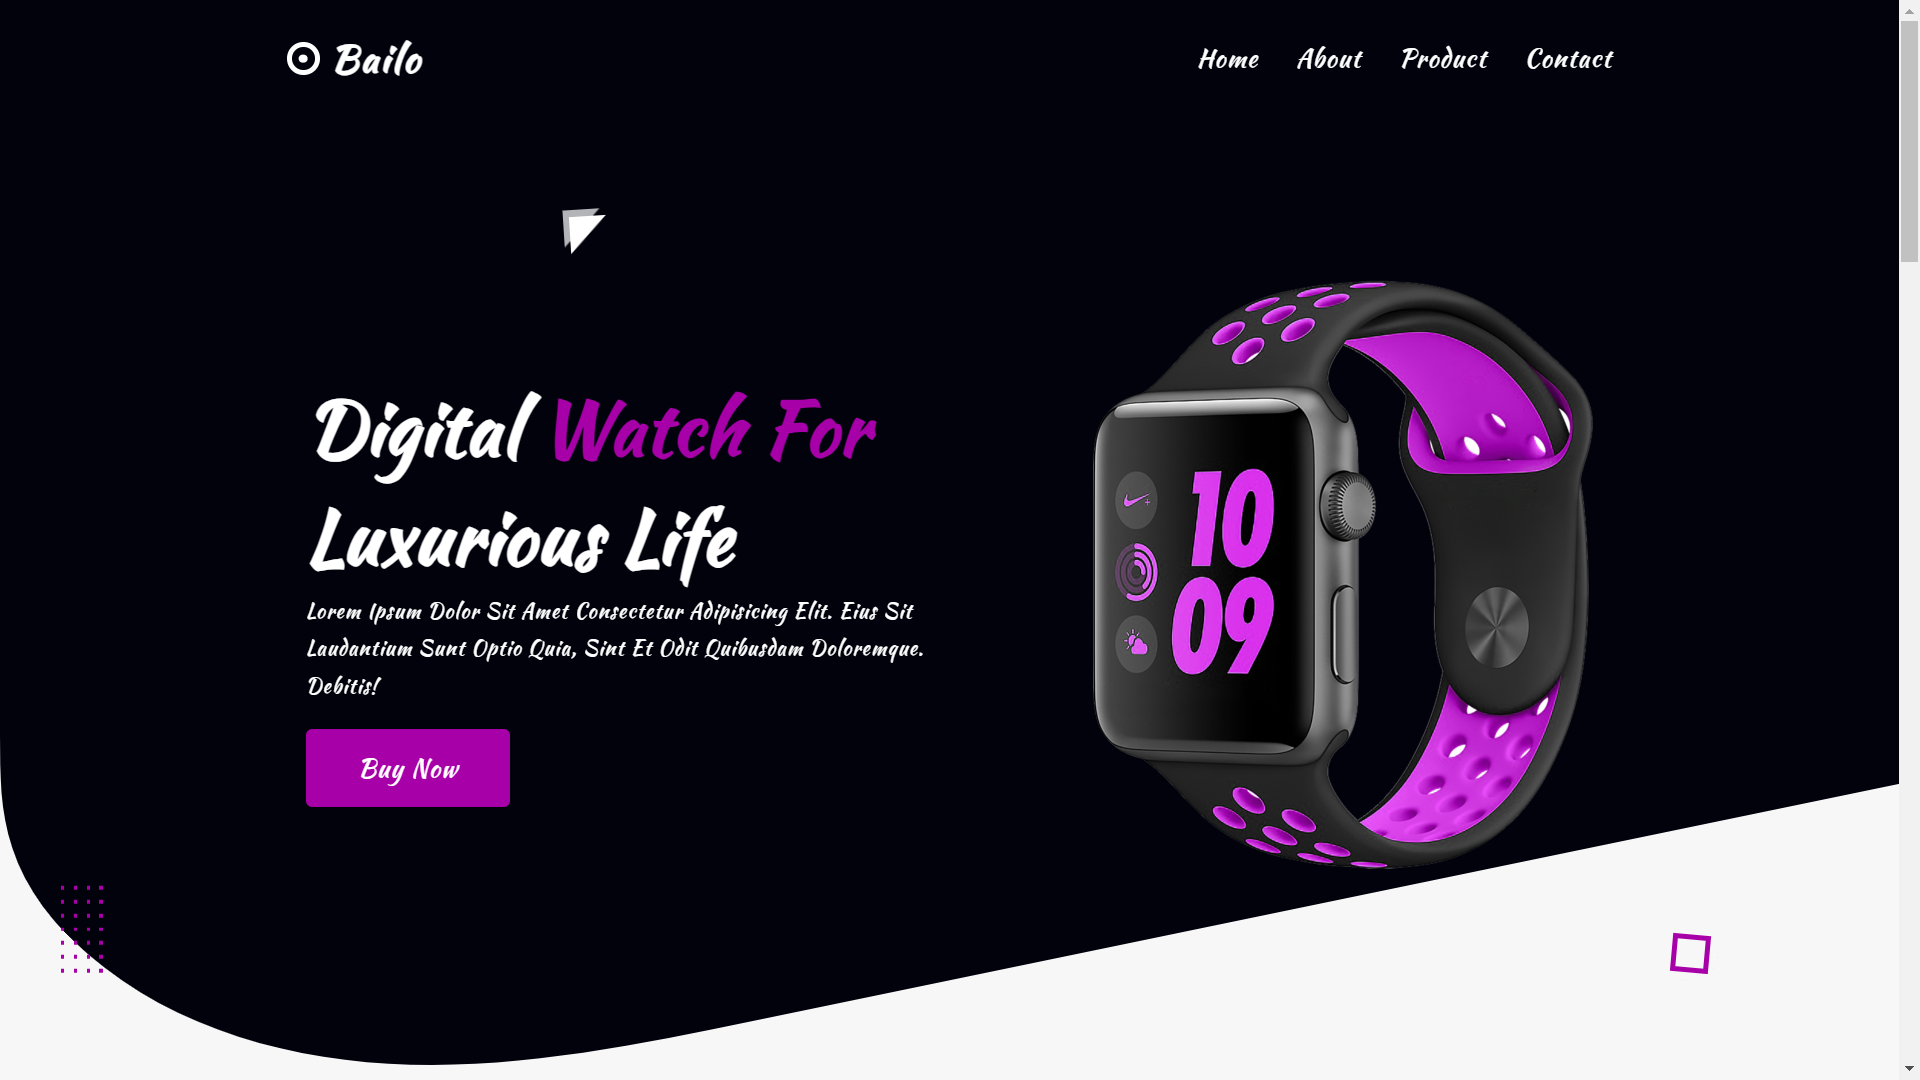 Bailo
Home About Product Contact
Digital Watch For
Luxurious Life
Lorem Ipsum Dolor Sit Amet Consectetur Adipisicing Elit. Eius Sit
Laudantium Sunt Optio Quia, Sint Et Odit Quibusdam Doloremque.
Debitis!
Buy Now
10
09